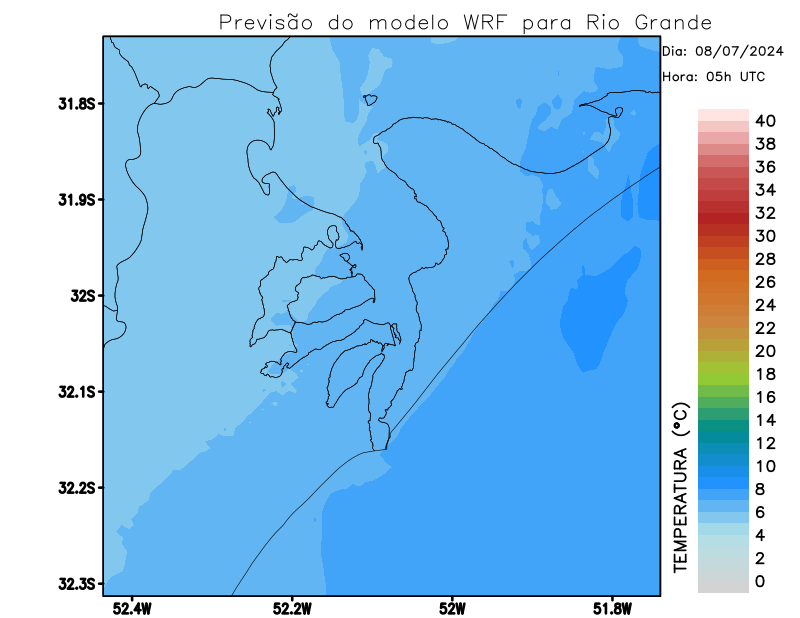 Previsão do modelo WRF para Rio Grande
Dia: 08/07/2024
Hora: 05h UTC
31.8S
31.9S
32S
32.1S
32.2S
32.3S
52.4W
52.2W
52W
51.8W
TEMPERATURA (°C)
40
38
36
34
32
30
28
26
24
22
20
18
16
14
12
10
8
6
4
2
0